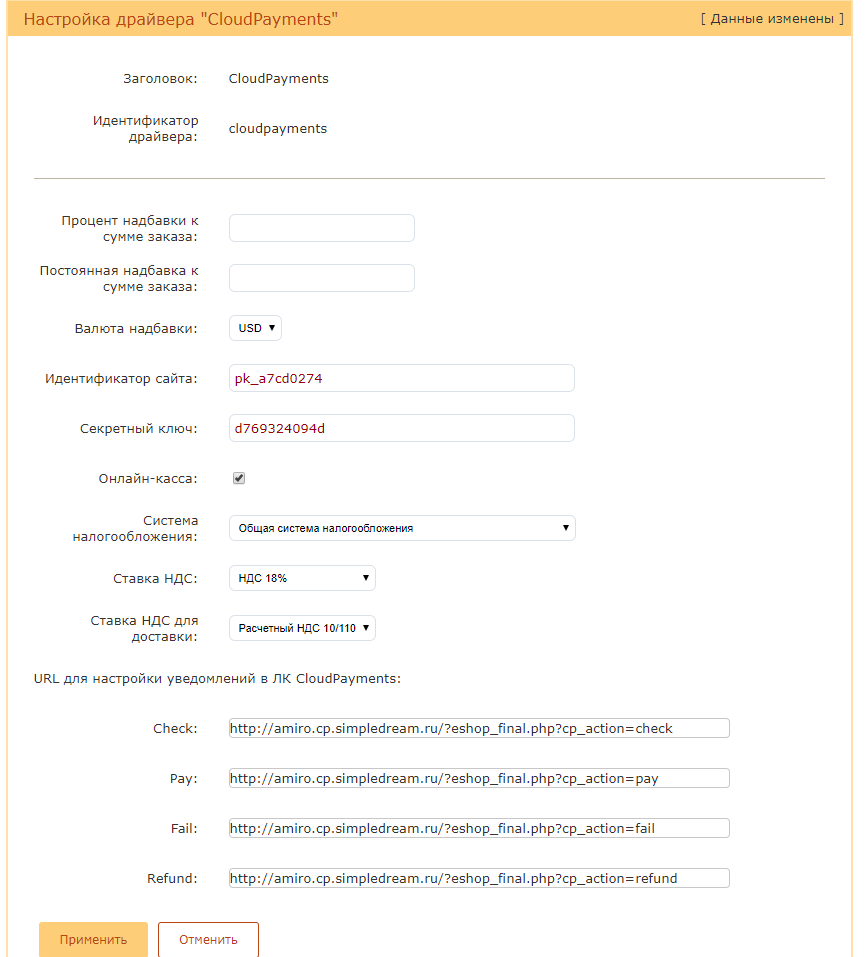 Настройка драйвера "CloudPayments" [ Данные изменены ]
Заголовок: CloudPayments
Идентификатор
драйвера: cloudpayments
Процент надбавки к
сумме заказа:
Постоянная надбавка к
сумме заказа:
Валюта надбавки: USD
Идентификатор сайта: pk_a7cd0274
Секретный ключ: d769324094d
Онлайн-касса:
Система
налогообложения: Общая система налогообложения
Ставка НДС: НДС 18%
Ставка НДС для
доставки: Расчетный НДС 10/110
URL для настройки уведомлений в ЛК CloudPayments:
Check: http://amiro.cp.simpledream.ru/?eshop_final.php?cp_action=check
Pay: http://amiro.cp.simpledream.ru/?eshop_final.php?cp_action=pay
Fail: http://amiro.cp.simpledream.ru/?eshop_final.php?cp_action=fail
Refund: http://amiro.cp.simpledream.ru/?eshop_final.php?cp_action=refund
Применить Отменить